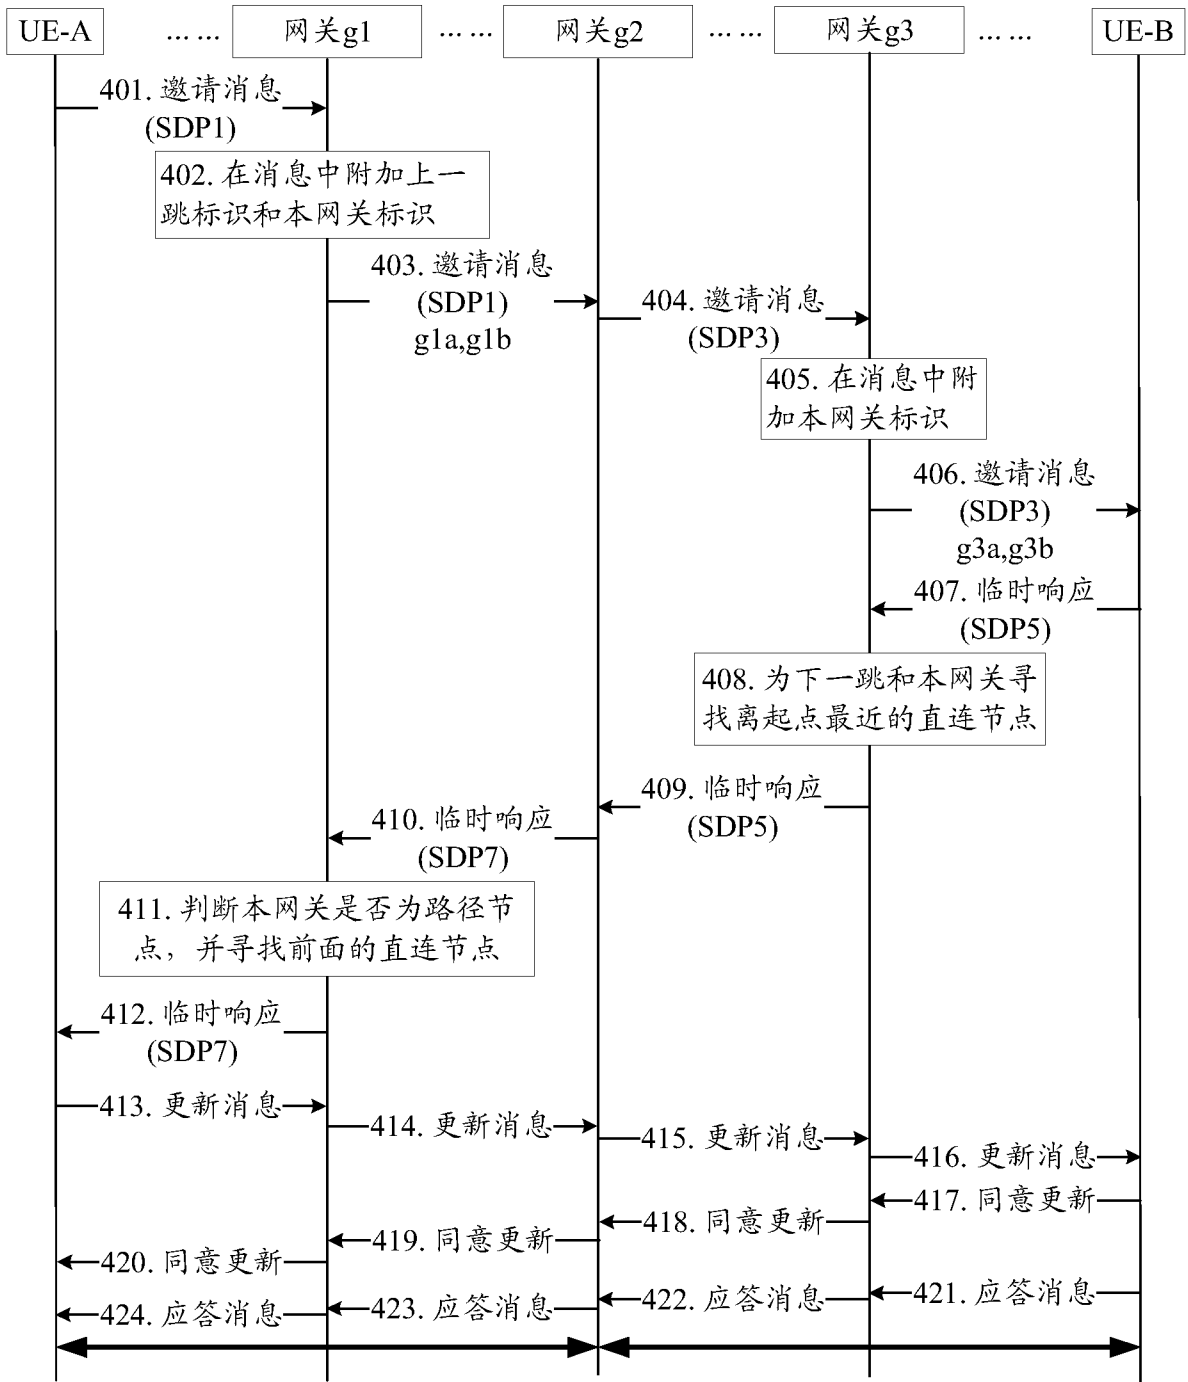 UE-A …… 网关g1 …… 网关g2 …… 网关g3 …… UE-B
401. 邀请消息
(SDP1)
402. 在消息中附加上一
跳标识和本网关标识
403. 邀请消息
(SDP1)
g1a,g1b
404. 邀请消息
(SDP3)
405. 在消息中附
加本网关标识
406. 邀请消息
(SDP3)
g3a,g3b
407. 临时响应
(SDP5)
408. 为下一跳和本网关寻
找离起点最近的直连节点
409. 临时响应
(SDP5)
410. 临时响应
(SDP7)
411. 判断本网关是否为路径节
点，并寻找前面的直连节点
412. 临时响应
(SDP7)
413. 更新消息
414. 更新消息
415. 更新消息
416. 更新消息
417. 同意更新
418. 同意更新
419. 同意更新
420. 同意更新
421. 应答消息
422. 应答消息
423. 应答消息
424. 应答消息